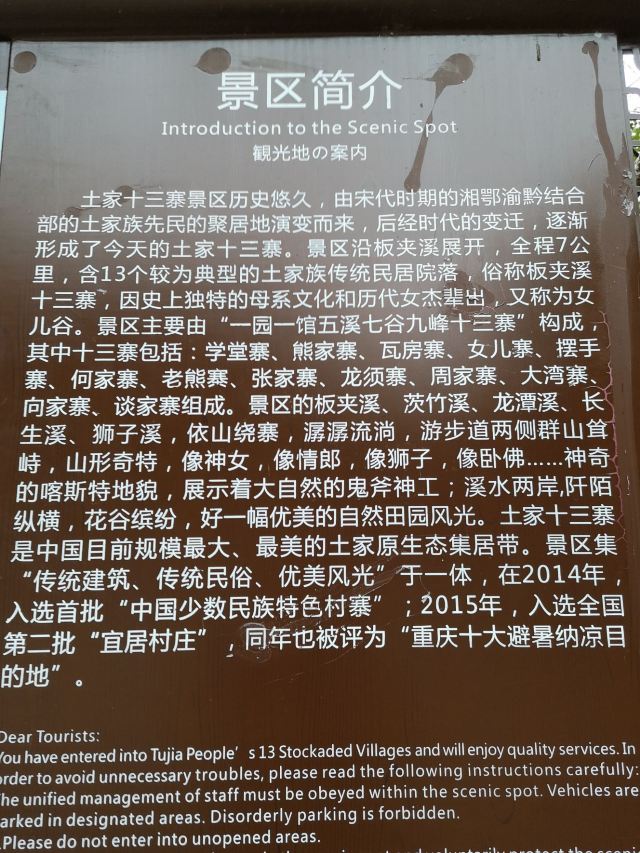 景区简介
Introduction to the Scenic Spot
観光地の案内
土家十三寨景区历史悠久，由宋代时期的湘鄂渝黔结合
部的土家族先民的聚居地演变而来，后经时代的变迁，逐渐
形成了今天的土家十三寨。景区沿板夹溪展开，全程7公
里，含13个较为典型的土家族传统民居院落，俗称板夹溪
十三寨，因史上独特的母系文化和历代女杰辈出，又称为女
儿谷。景区主要由“一园一馆五溪七谷九峰十三寨”构成，
其中十三寨包括：学堂寨、熊家寨、瓦房寨、女儿寨、摆手
寨、何家寨、老熊寨、张家寨、龙须寨、周家寨、大湾寨、
向家寨、谈家寨组成。景区的板夹溪、茨竹溪、龙潭溪、长
生溪、狮子溪，依山绕寨，潺潺流淌，游步道两侧群山耸
峙，山形奇特，像神女，像情郎，像狮子，像卧佛……神奇
的喀斯特地貌，展示着大自然的鬼斧神工；溪水两岸,阡陌
纵横，花谷缤纷，好一幅优美的自然田园风光。土家十三寨
是中国目前规模最大、最美的土家原生态集居带。景区集
“传统建筑、传统民俗、优美风光”于一体，在2014年，
入选首批“中国少数民族特色村寨”；2015年，入选全国
第二批“宜居村庄”，同年也被评为“重庆十大避暑纳凉目
的地”。
Dear Tourists:
You have entered into Tujia People’s 13 Stockaded Villages and will enjoy quality services. In
order to avoid unnecessary troubles, please read the following instructions carefully:
The unified management of staff must be obeyed within the scenic spot. Vehicles are
parked in designated areas. Disorderly parking is forbidden.
.Please do not enter into unopened areas.